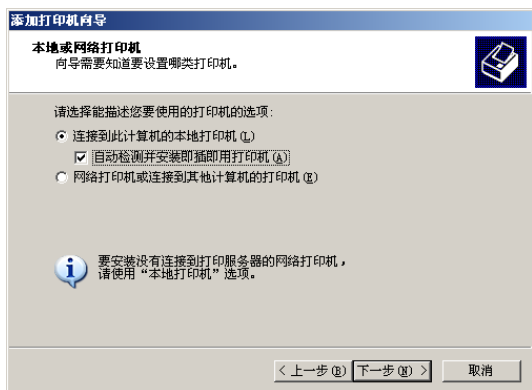 添加打印机向导
本地或网络打印机
向导需要知道要设置哪类打印机。
请选择能描述您要使用的打印机的选项:
连接到此计算机的本地打印机(L)
自动检测并安装即插即用打印机(A)
网络打印机或连接到其他计算机的打印机(E)
要安装没有连接到打印服务器的网络打印机，
请使用“本地打印机”选项。
< 上一步(B) 下一步(N) > 取消